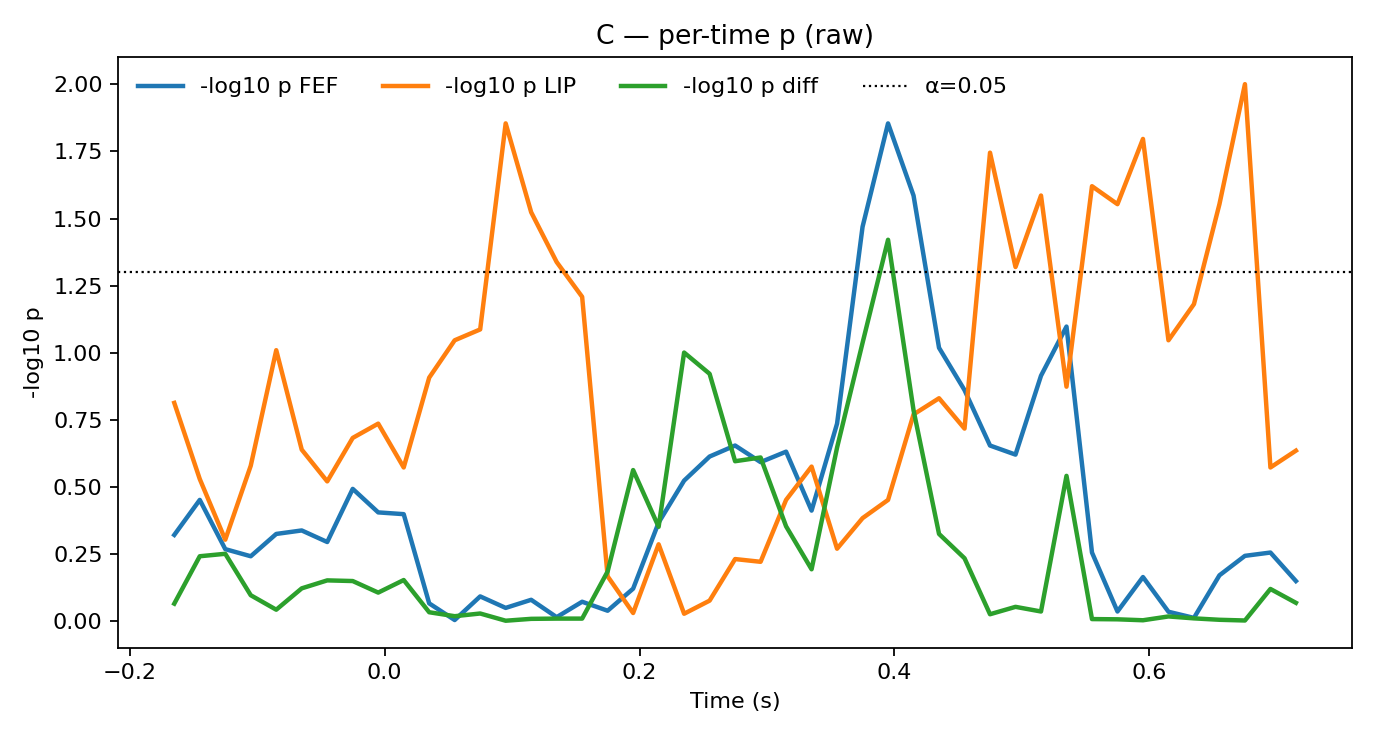 C — per-time p (raw)
-log10 p FEF -log10 p LIP -log10 p diff α=0.05
2.00
1.75
1.50
1.25
1.00
0.75
0.50
0.25
0.00
-log10 p
−0.2 0.0 0.2 0.4 0.6
Time (s)